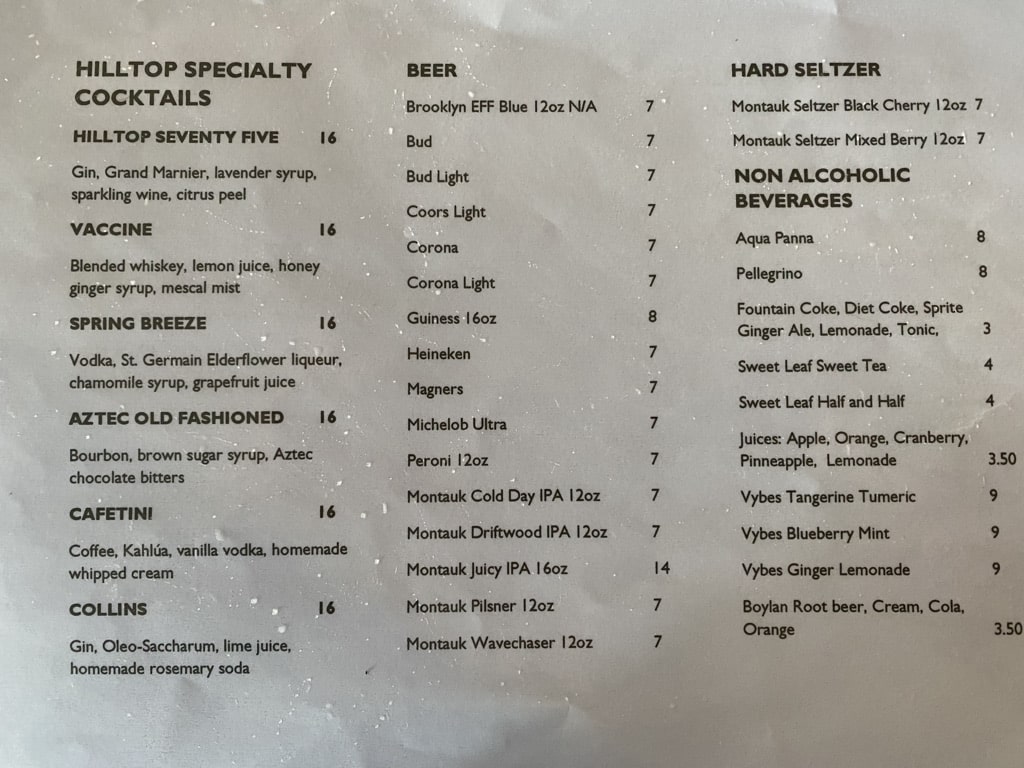 HILLTOP SPECIALTY
COCKTAILS
HILLTOP SEVENTY FIVE 16
Gin, Grand Marnier, lavender syrup,
sparkling wine, citrus peel
VACCINE 16
Blended whiskey, lemon juice, honey
ginger syrup, mescal mist
SPRING BREEZE 16
Vodka, St. Germain Elderflower liqueur,
chamomile syrup, grapefruit juice
AZTEC OLD FASHIONED 16
Bourbon, brown sugar syrup, Aztec
chocolate bitters
CAFETINI 16
Coffee, Kahlúa, vanilla vodka, homemade
whipped cream
COLLINS 16
Gin, Oleo-Saccharum, lime juice,
homemade rosemary soda
BEER
Brooklyn EFF Blue 12oz N/A 7
Bud 7
Bud Light 7
Coors Light 7
Corona 7
Corona Light 7
Guiness 16oz 8
Heineken 7
Magners 7
Michelob Ultra 7
Peroni 12oz 7
Montauk Cold Day IPA 12oz 7
Montauk Driftwood IPA 12oz 7
Montauk Juicy IPA 16oz 14
Montauk Pilsner 12oz 7
Montauk Wavechaser 12oz 7
HARD SELTZER
Montauk Seltzer Black Cherry 12oz 7
Montauk Seltzer Mixed Berry 12oz 7
NON ALCOHOLIC
BEVERAGES
Aqua Panna 8
Pellegrino 8
Fountain Coke, Diet Coke, Sprite
Ginger Ale, Lemonade, Tonic, 3
Sweet Leaf Sweet Tea 4
Sweet Leaf Half and Half 4
Juices: Apple, Orange, Cranberry,
Pinneapple, Lemonade 3.50
Vybes Tangerine Tumeric 9
Vybes Blueberry Mint 9
Vybes Ginger Lemonade 9
Boylan Root beer, Cream, Cola,
Orange 3.50